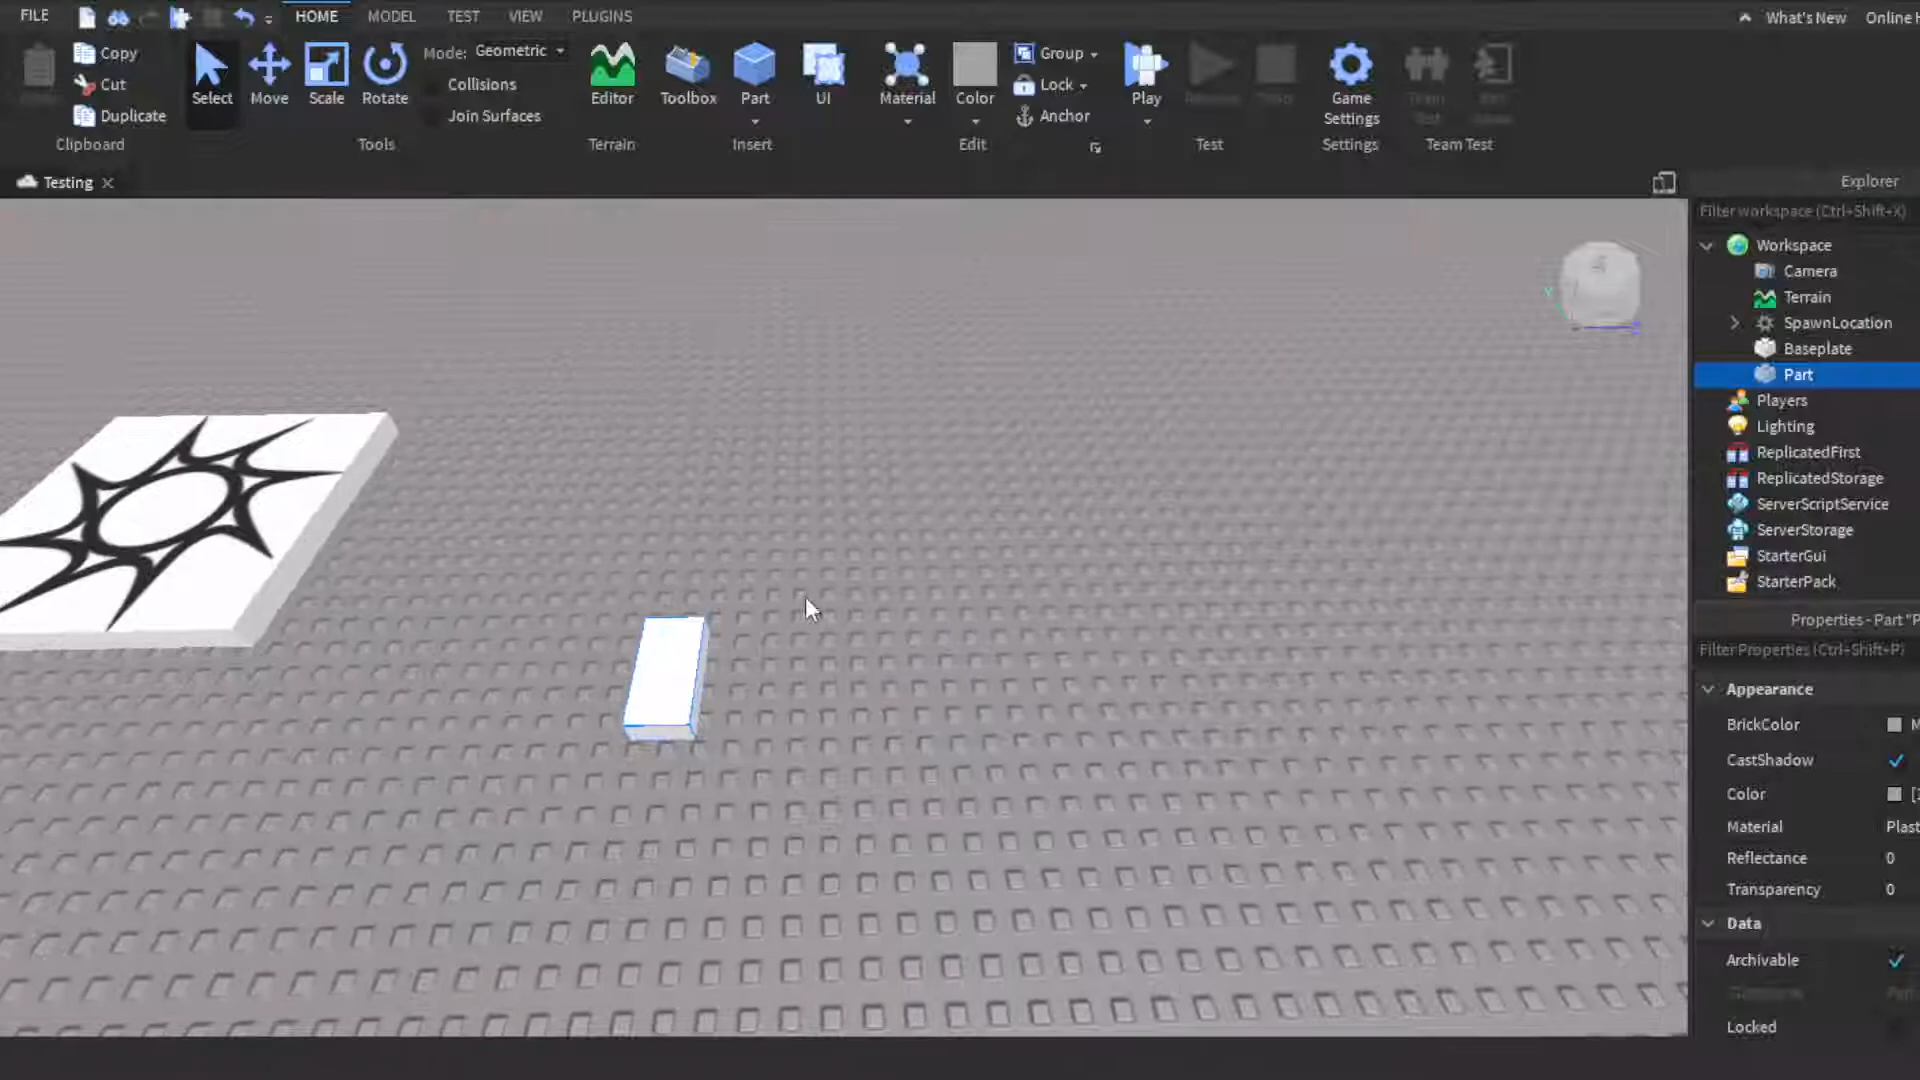 FILE
HOME
MODEL
TEST
VIEW
PLUGINS
What's New
Online H
Copy
Cut
Duplicate
Clipboard
Select
Move
Scale
Rotate
Mode: Geometric
Collisions
Join Surfaces
Tools
Editor
Terrain
Toolbox
Part
UI
Insert
Material
Color
Group
Lock
Anchor
Edit
Play
Test
Game
Settings
Settings
Team Test
Testing
Explorer
Filter workspace (Ctrl+Shift+X)
Workspace
Camera
Terrain
SpawnLocation
Baseplate
Part
Players
Lighting
ReplicatedFirst
ReplicatedStorage
ServerScriptService
ServerStorage
StarterGui
StarterPack
Properties - Part "P
Filter Properties (Ctrl+Shift+P)
Appearance
BrickColor M
CastShadow
Color
Material Plast
Reflectance 0
Transparency 0
Data
Archivable
Locked